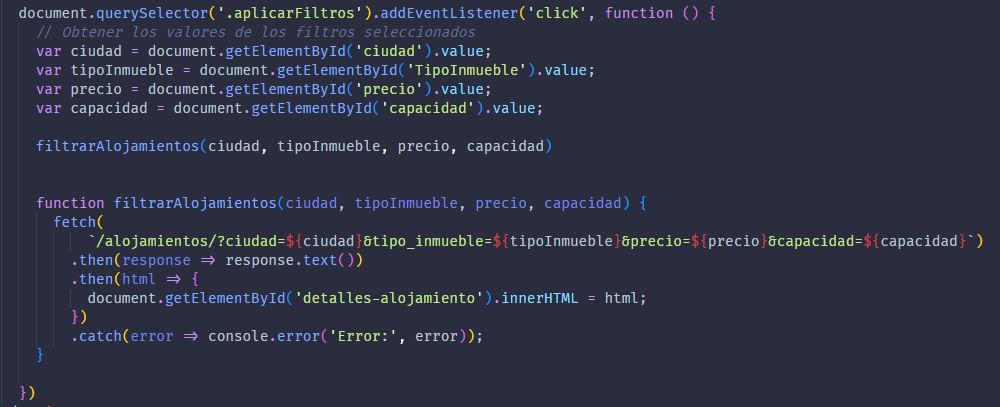 document.querySelector('.aplicarFiltros').addEventListener('click', function () {
// Obtener los valores de los filtros seleccionados
var ciudad = document.getElementById('ciudad').value;
var tipoInmueble = document.getElementById('TipoInmueble').value;
var precio = document.getElementById('precio').value;
var capacidad = document.getElementById('capacidad').value;
filtrarAlojamientos(ciudad, tipoInmueble, precio, capacidad)
function filtrarAlojamientos(ciudad, tipoInmueble, precio, capacidad) {
fetch(
`/alojamientos/?ciudad=${ciudad}&tipo_inmueble=${tipoInmueble}&precio=${precio}&capacidad=${capacidad}`)
.then(response => response.text())
.then(html => {
document.getElementById('detalles-alojamiento').innerHTML = html;
})
.catch(error => console.error('Error:', error));
}
})